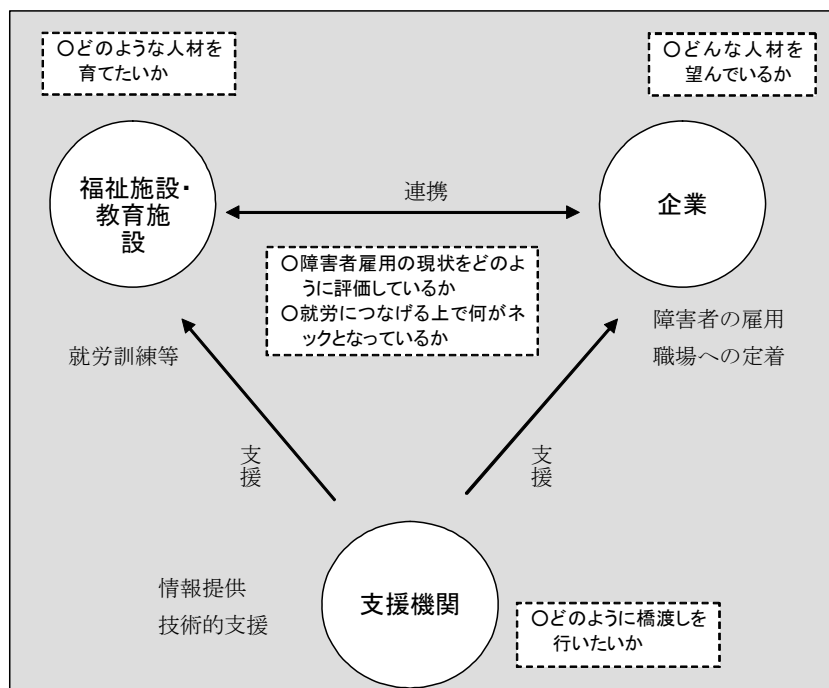 ○どのような人材を
育てたいか
○どんな人材を
望んでいるか
福祉施設・
教育施
設
連携
企業
○障害者雇用の現状をどのよ
うに評価しているか
○就労につなげる上で何がネ
ックとなっているか
就労訓練等
障害者の雇用
職場への定着
支援
支援
情報提供
技術的支援
支援機関
○どのように橋渡しを
行いたいか